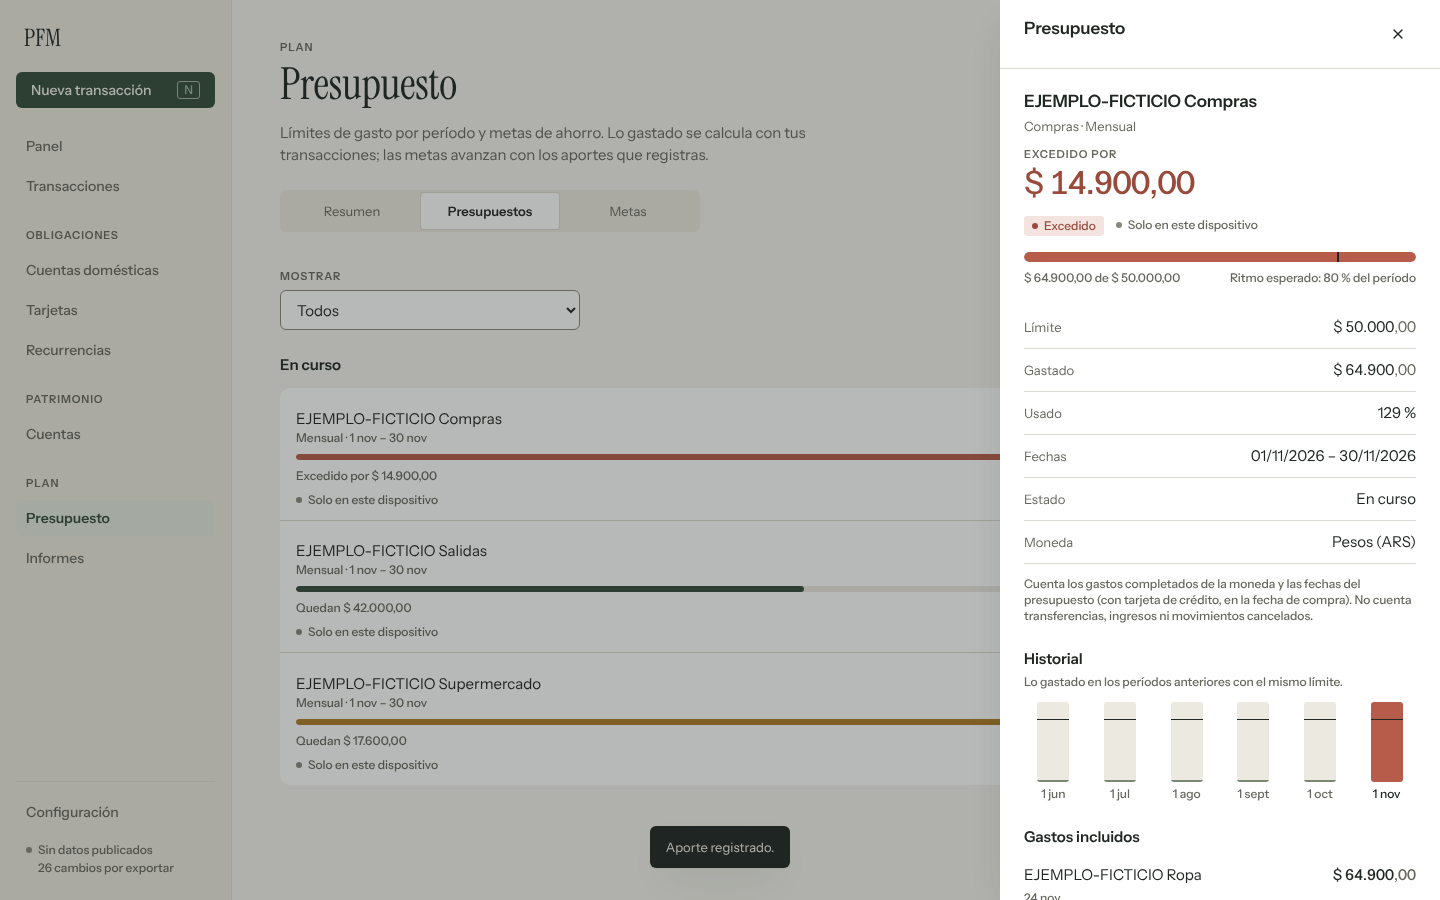 PFM
Nueva transacción N
Panel
Transacciones
OBLIGACIONES
Cuentas domésticas
Tarjetas
Recurrencias
PATRIMONIO
Cuentas
PLAN
Presupuesto
Informes
Configuración
Sin datos publicados
26 cambios por exportar
PLAN
Presupuesto
Límites de gasto por período y metas de ahorro. Lo gastado se calcula con tus
transacciones; las metas avanzan con los aportes que registras.
Resumen Presupuestos Metas
MOSTRAR
Todos
En curso
EJEMPLO-FICTICIO Compras
Mensual · 1 nov – 30 nov
Excedido por $ 14.900,00
Solo en este dispositivo
EJEMPLO-FICTICIO Salidas
Mensual · 1 nov – 30 nov
Quedan $ 42.000,00
Solo en este dispositivo
EJEMPLO-FICTICIO Supermercado
Mensual · 1 nov – 30 nov
Quedan $ 17.600,00
Solo en este dispositivo
Aporte registrado.
Presupuesto
EJEMPLO-FICTICIO Compras
Compras · Mensual
EXCEDIDO POR
$ 14.900,00
Excedido Solo en este dispositivo
$ 64.900,00 de $ 50.000,00 Ritmo esperado: 80 % del período
Límite $ 50.000,00
Gastado $ 64.900,00
Usado 129 %
Fechas 01/11/2026 – 30/11/2026
Estado En curso
Moneda Pesos (ARS)
Cuenta los gastos completados de la moneda y las fechas del
presupuesto (con tarjeta de crédito, en la fecha de compra). No cuenta
transferencias, ingresos ni movimientos cancelados.
Historial
Lo gastado en los períodos anteriores con el mismo límite.
1 jun 1 jul 1 ago 1 sept 1 oct 1 nov
Gastos incluidos
EJEMPLO-FICTICIO Ropa $ 64.900,00
24 nov